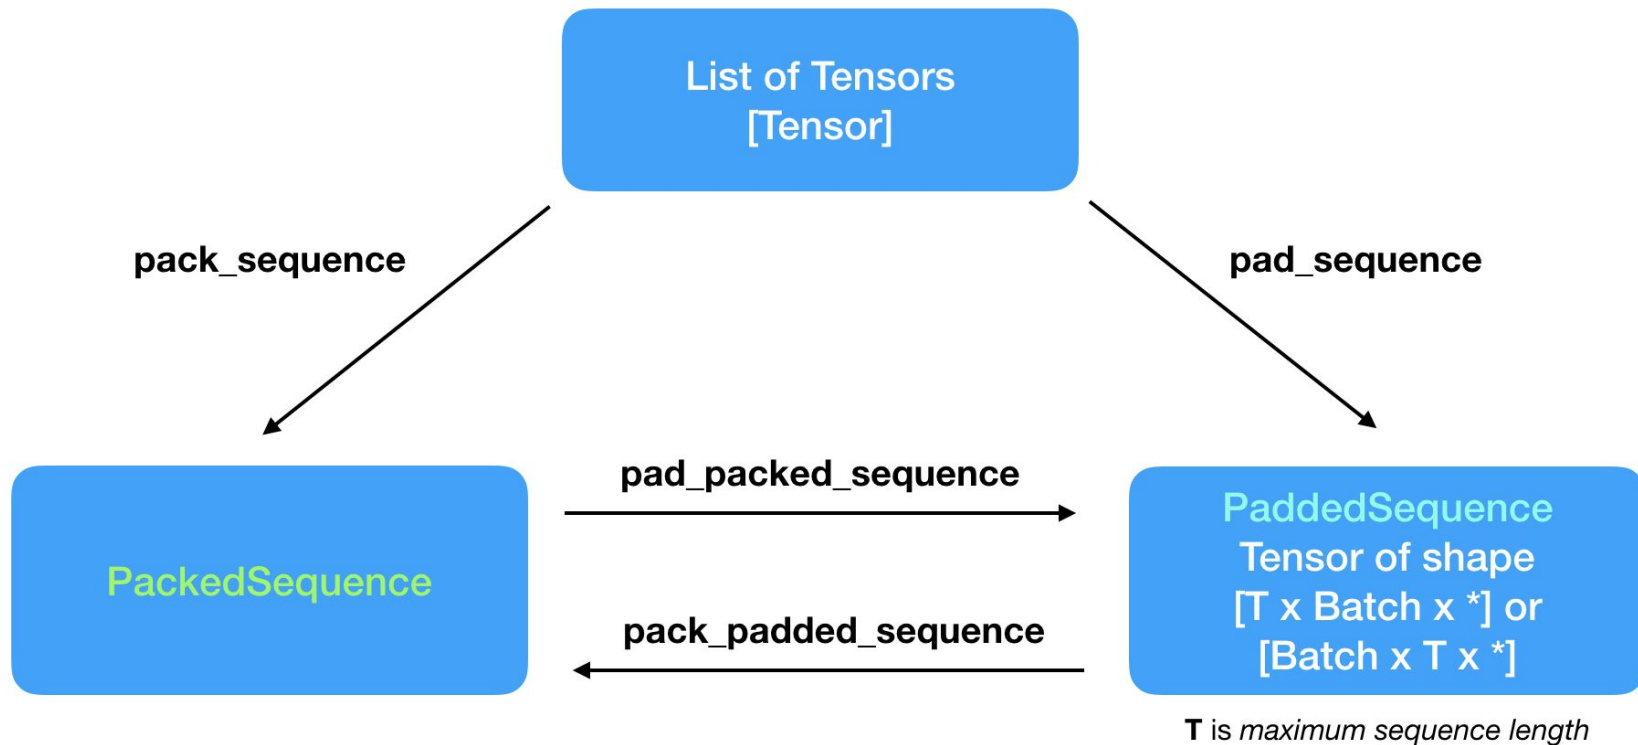 List of Tensors
[Tensor]
pack_sequence
pad_sequence
pad_packed_sequence
PackedSequence
pack_padded_sequence
PaddedSequence
Tensor of shape
[T x Batch x *] or
[Batch x T x *]
T is maximum sequence length